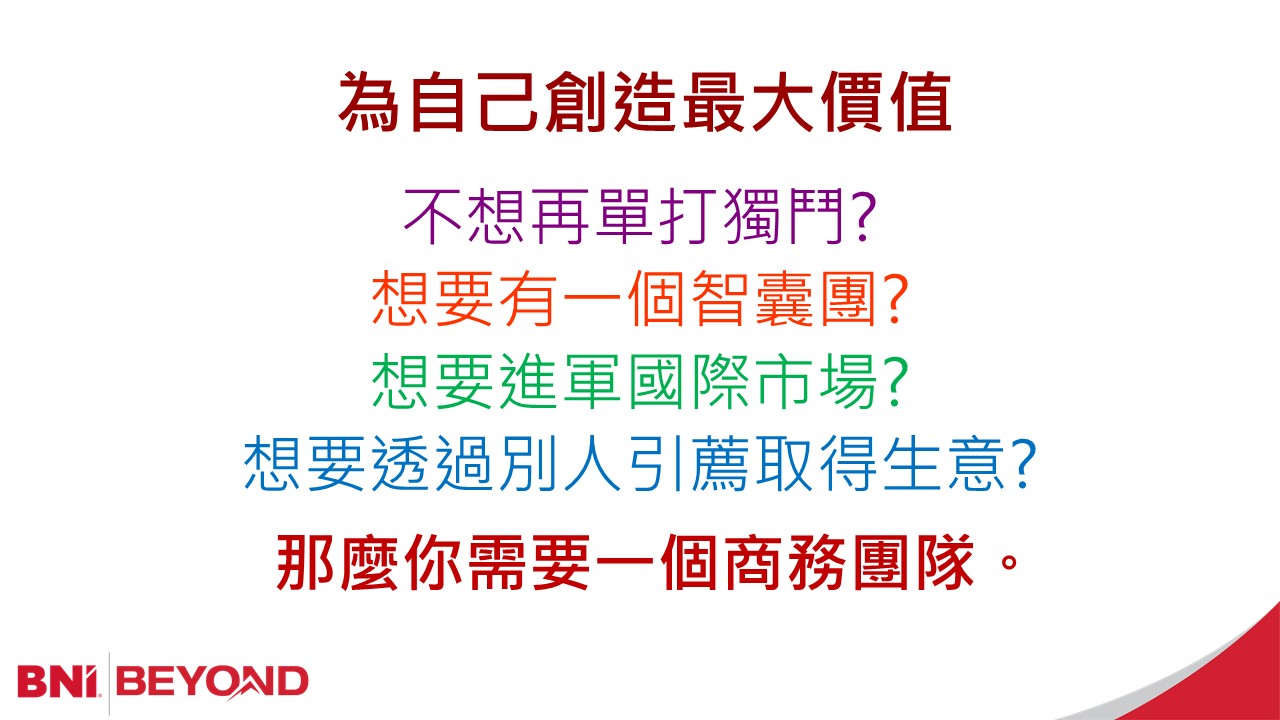 為自己創造最大價值
不想再單打獨鬥?
想要有一個智囊團?
想要進軍國際市場?
想要透過別人引薦取得生意?
那麼你需要一個商務團隊。
BNI® BEYOND